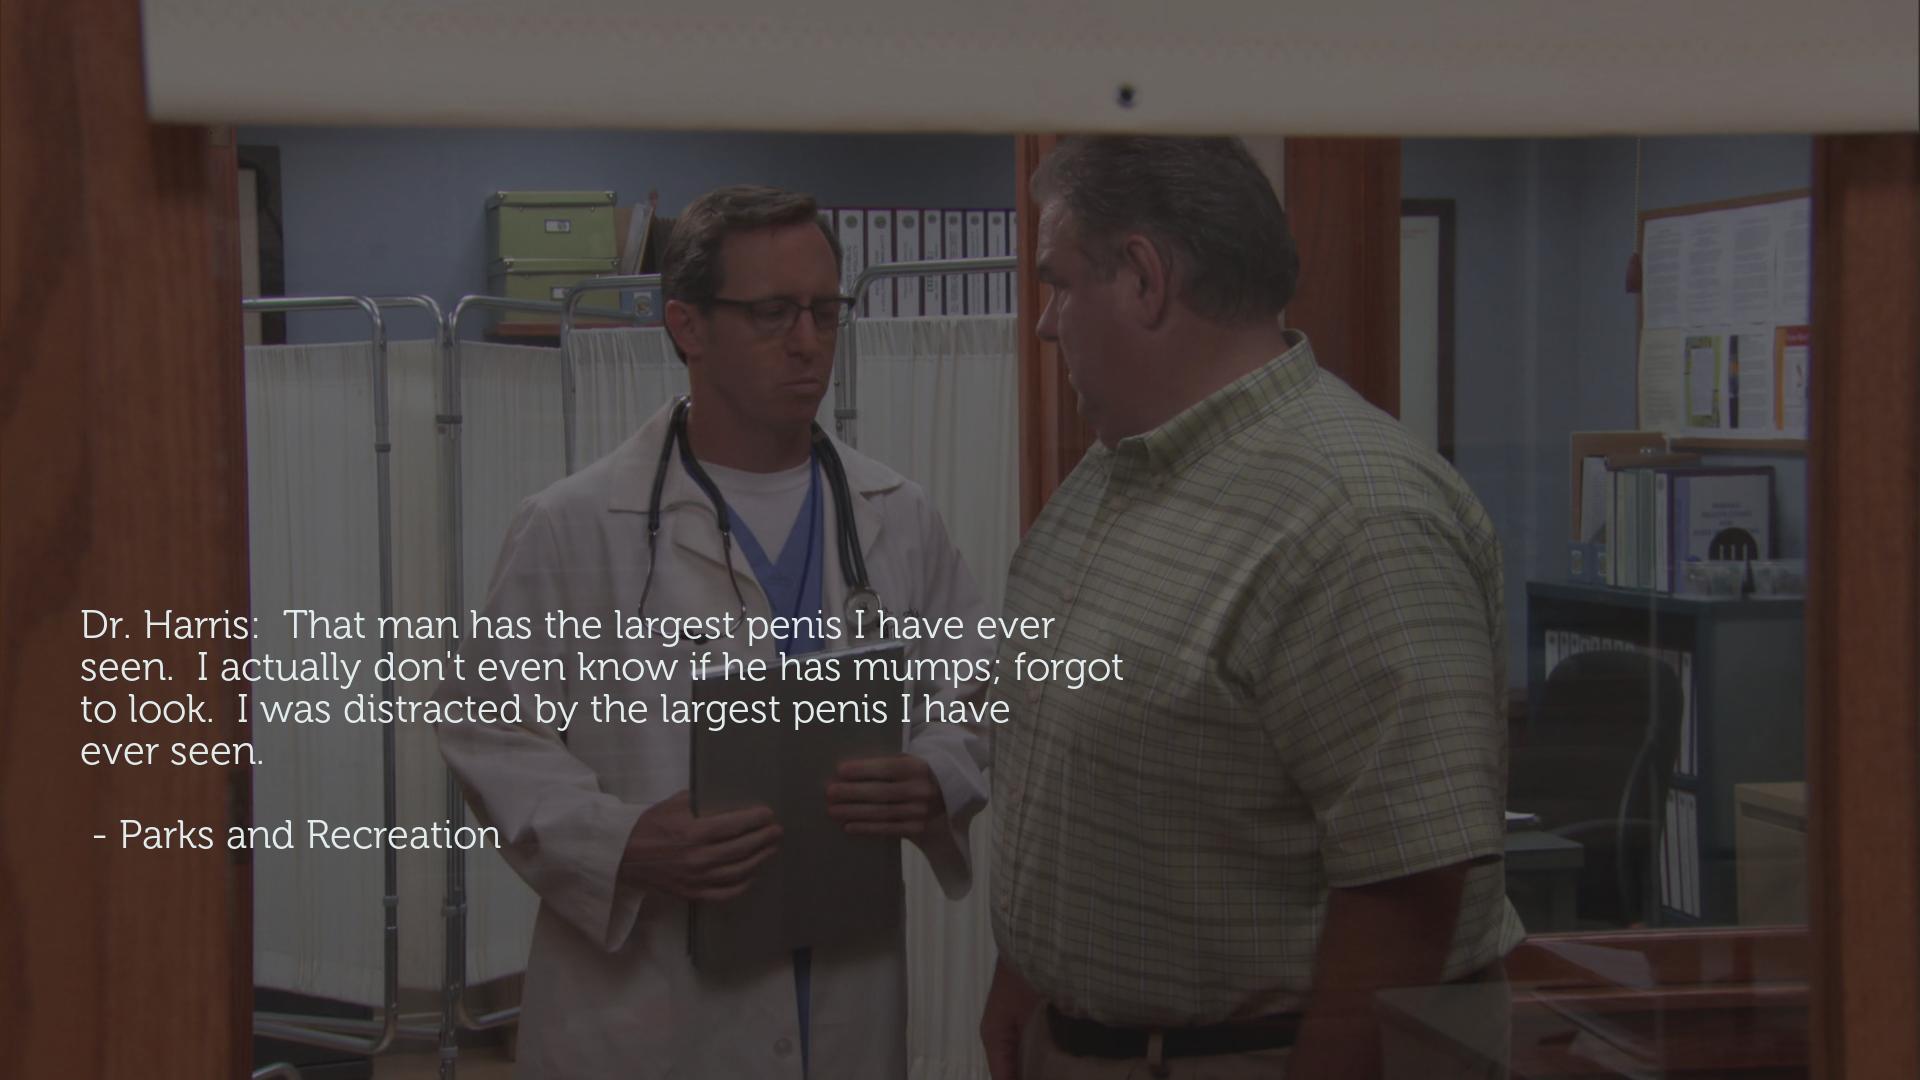 Dr. Harris:  That man has the largest penis I have ever
seen.  I actually don't even know if he has mumps; forgot
to look.  I was distracted by the largest penis I have
ever seen.
- Parks and Recreation